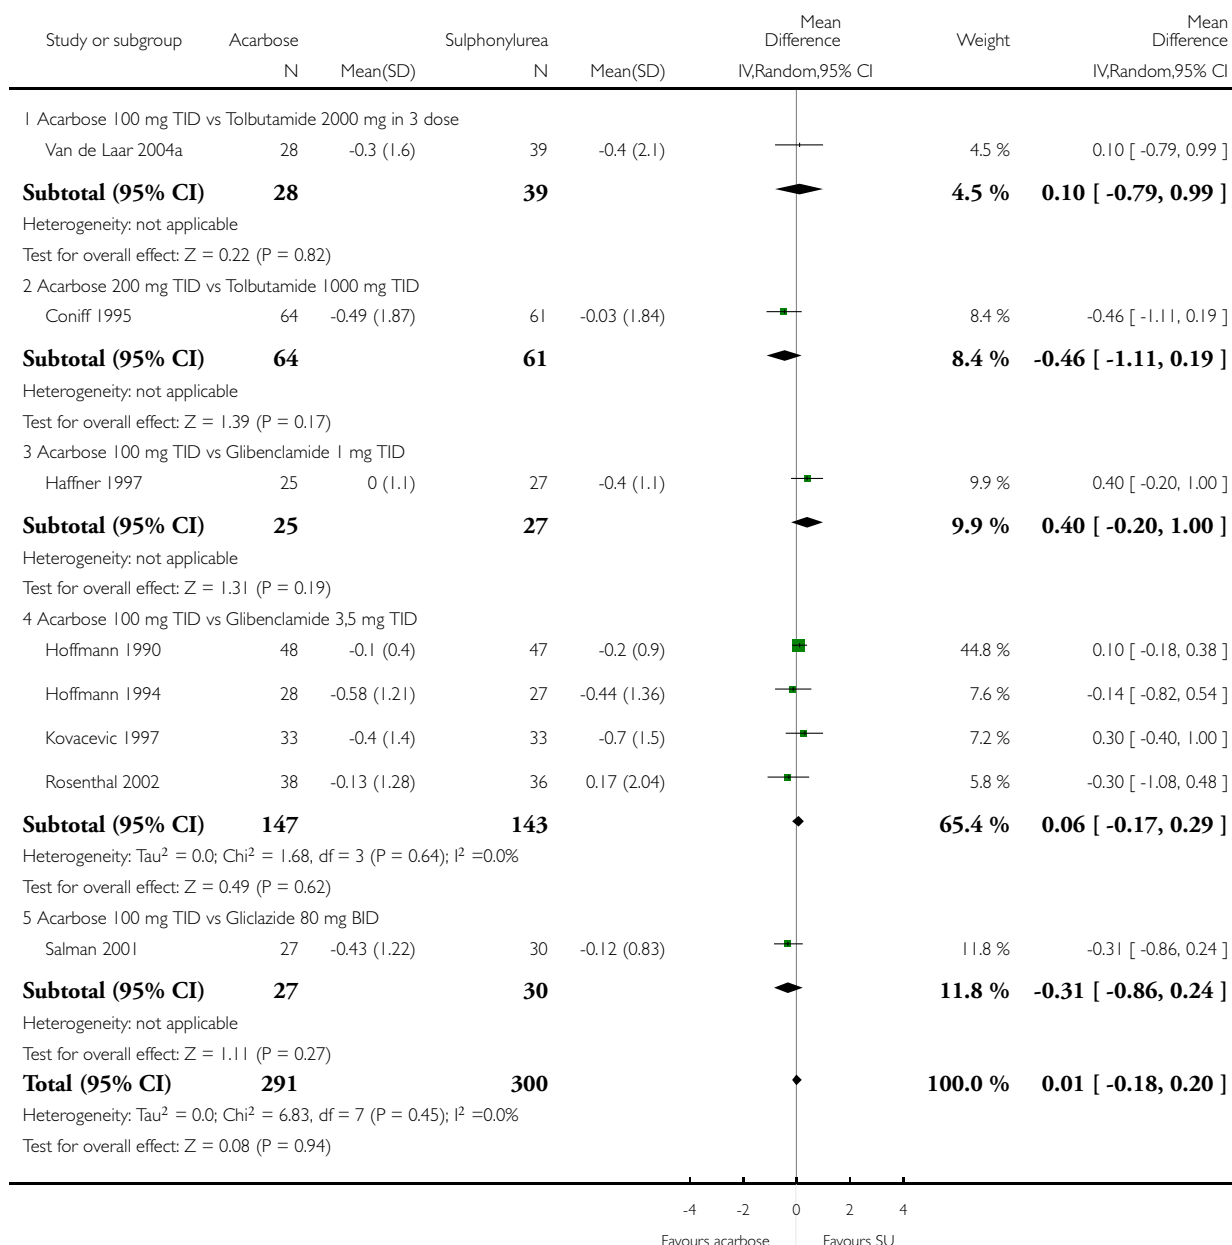 Study or subgroup Acarbose Sulphonylurea Mean Difference Weight Mean Difference
N Mean(SD) N Mean(SD) IV,Random,95% CI IV,Random,95% CI
1 Acarbose 100 mg TID vs Tolbutamide 2000 mg in 3 dose
Van de Laar 2004a 28 -0.3 (1.6) 39 -0.4 (2.1) 4.5 % 0.10 [ -0.79, 0.99 ]
Subtotal (95% CI) 28 39 4.5 % 0.10 [ -0.79, 0.99 ]
Heterogeneity: not applicable
Test for overall effect: Z = 0.22 (P = 0.82)
2 Acarbose 200 mg TID vs Tolbutamide 1000 mg TID
Coniff 1995 64 -0.49 (1.87) 61 -0.03 (1.84) 8.4 % -0.46 [ -1.11, 0.19 ]
Subtotal (95% CI) 64 61 8.4 % -0.46 [ -1.11, 0.19 ]
Heterogeneity: not applicable
Test for overall effect: Z = 1.39 (P = 0.17)
3 Acarbose 100 mg TID vs Glibenclamide 1 mg TID
Haffner 1997 25 0 (1.1) 27 -0.4 (1.1) 9.9 % 0.40 [ -0.20, 1.00 ]
Subtotal (95% CI) 25 27 9.9 % 0.40 [ -0.20, 1.00 ]
Heterogeneity: not applicable
Test for overall effect: Z = 1.31 (P = 0.19)
4 Acarbose 100 mg TID vs Glibenclamide 3,5 mg TID
Hoffmann 1990 48 -0.1 (0.4) 47 -0.2 (0.9) 44.8 % 0.10 [ -0.18, 0.38 ]
Hoffmann 1994 28 -0.58 (1.21) 27 -0.44 (1.36) 7.6 % -0.14 [ -0.82, 0.54 ]
Kovacevic 1997 33 -0.4 (1.4) 33 -0.7 (1.5) 7.2 % 0.30 [ -0.40, 1.00 ]
Rosenthal 2002 38 -0.13 (1.28) 36 0.17 (2.04) 5.8 % -0.30 [ -1.08, 0.48 ]
Subtotal (95% CI) 147 143 65.4 % 0.06 [ -0.17, 0.29 ]
Heterogeneity: Tau² = 0.0; Chi² = 1.68, df = 3 (P = 0.64); I² =0.0%
Test for overall effect: Z = 0.49 (P = 0.62)
5 Acarbose 100 mg TID vs Gliclazide 80 mg BID
Salman 2001 27 -0.43 (1.22) 30 -0.12 (0.83) 11.8 % -0.31 [ -0.86, 0.24 ]
Subtotal (95% CI) 27 30 11.8 % -0.31 [ -0.86, 0.24 ]
Heterogeneity: not applicable
Test for overall effect: Z = 1.11 (P = 0.27)
Total (95% CI) 291 300 100.0 % 0.01 [ -0.18, 0.20 ]
Heterogeneity: Tau² = 0.0; Chi² = 6.83, df = 7 (P = 0.45); I² =0.0%
Test for overall effect: Z = 0.08 (P = 0.94)
-4 -2 0 2 4
Favours acarbose Favours SU